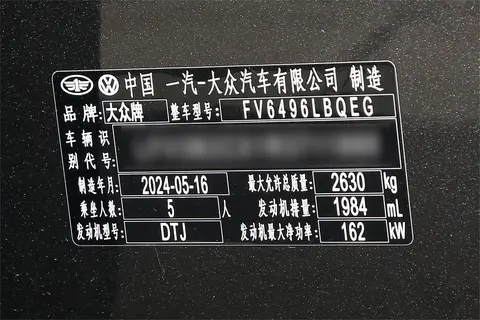 中国 一汽-大众汽车有限公司 制造
品牌: 大众牌 整车型号: FV6496LBQEG
车辆识
别代号:
制造年月: 2024-05-16 最大允许总质量: 2630 kg
乘坐人数: 5 人 发动机排量: 1984 mL
发动机型号: DTJ 发动机最大净功率: 162 kW